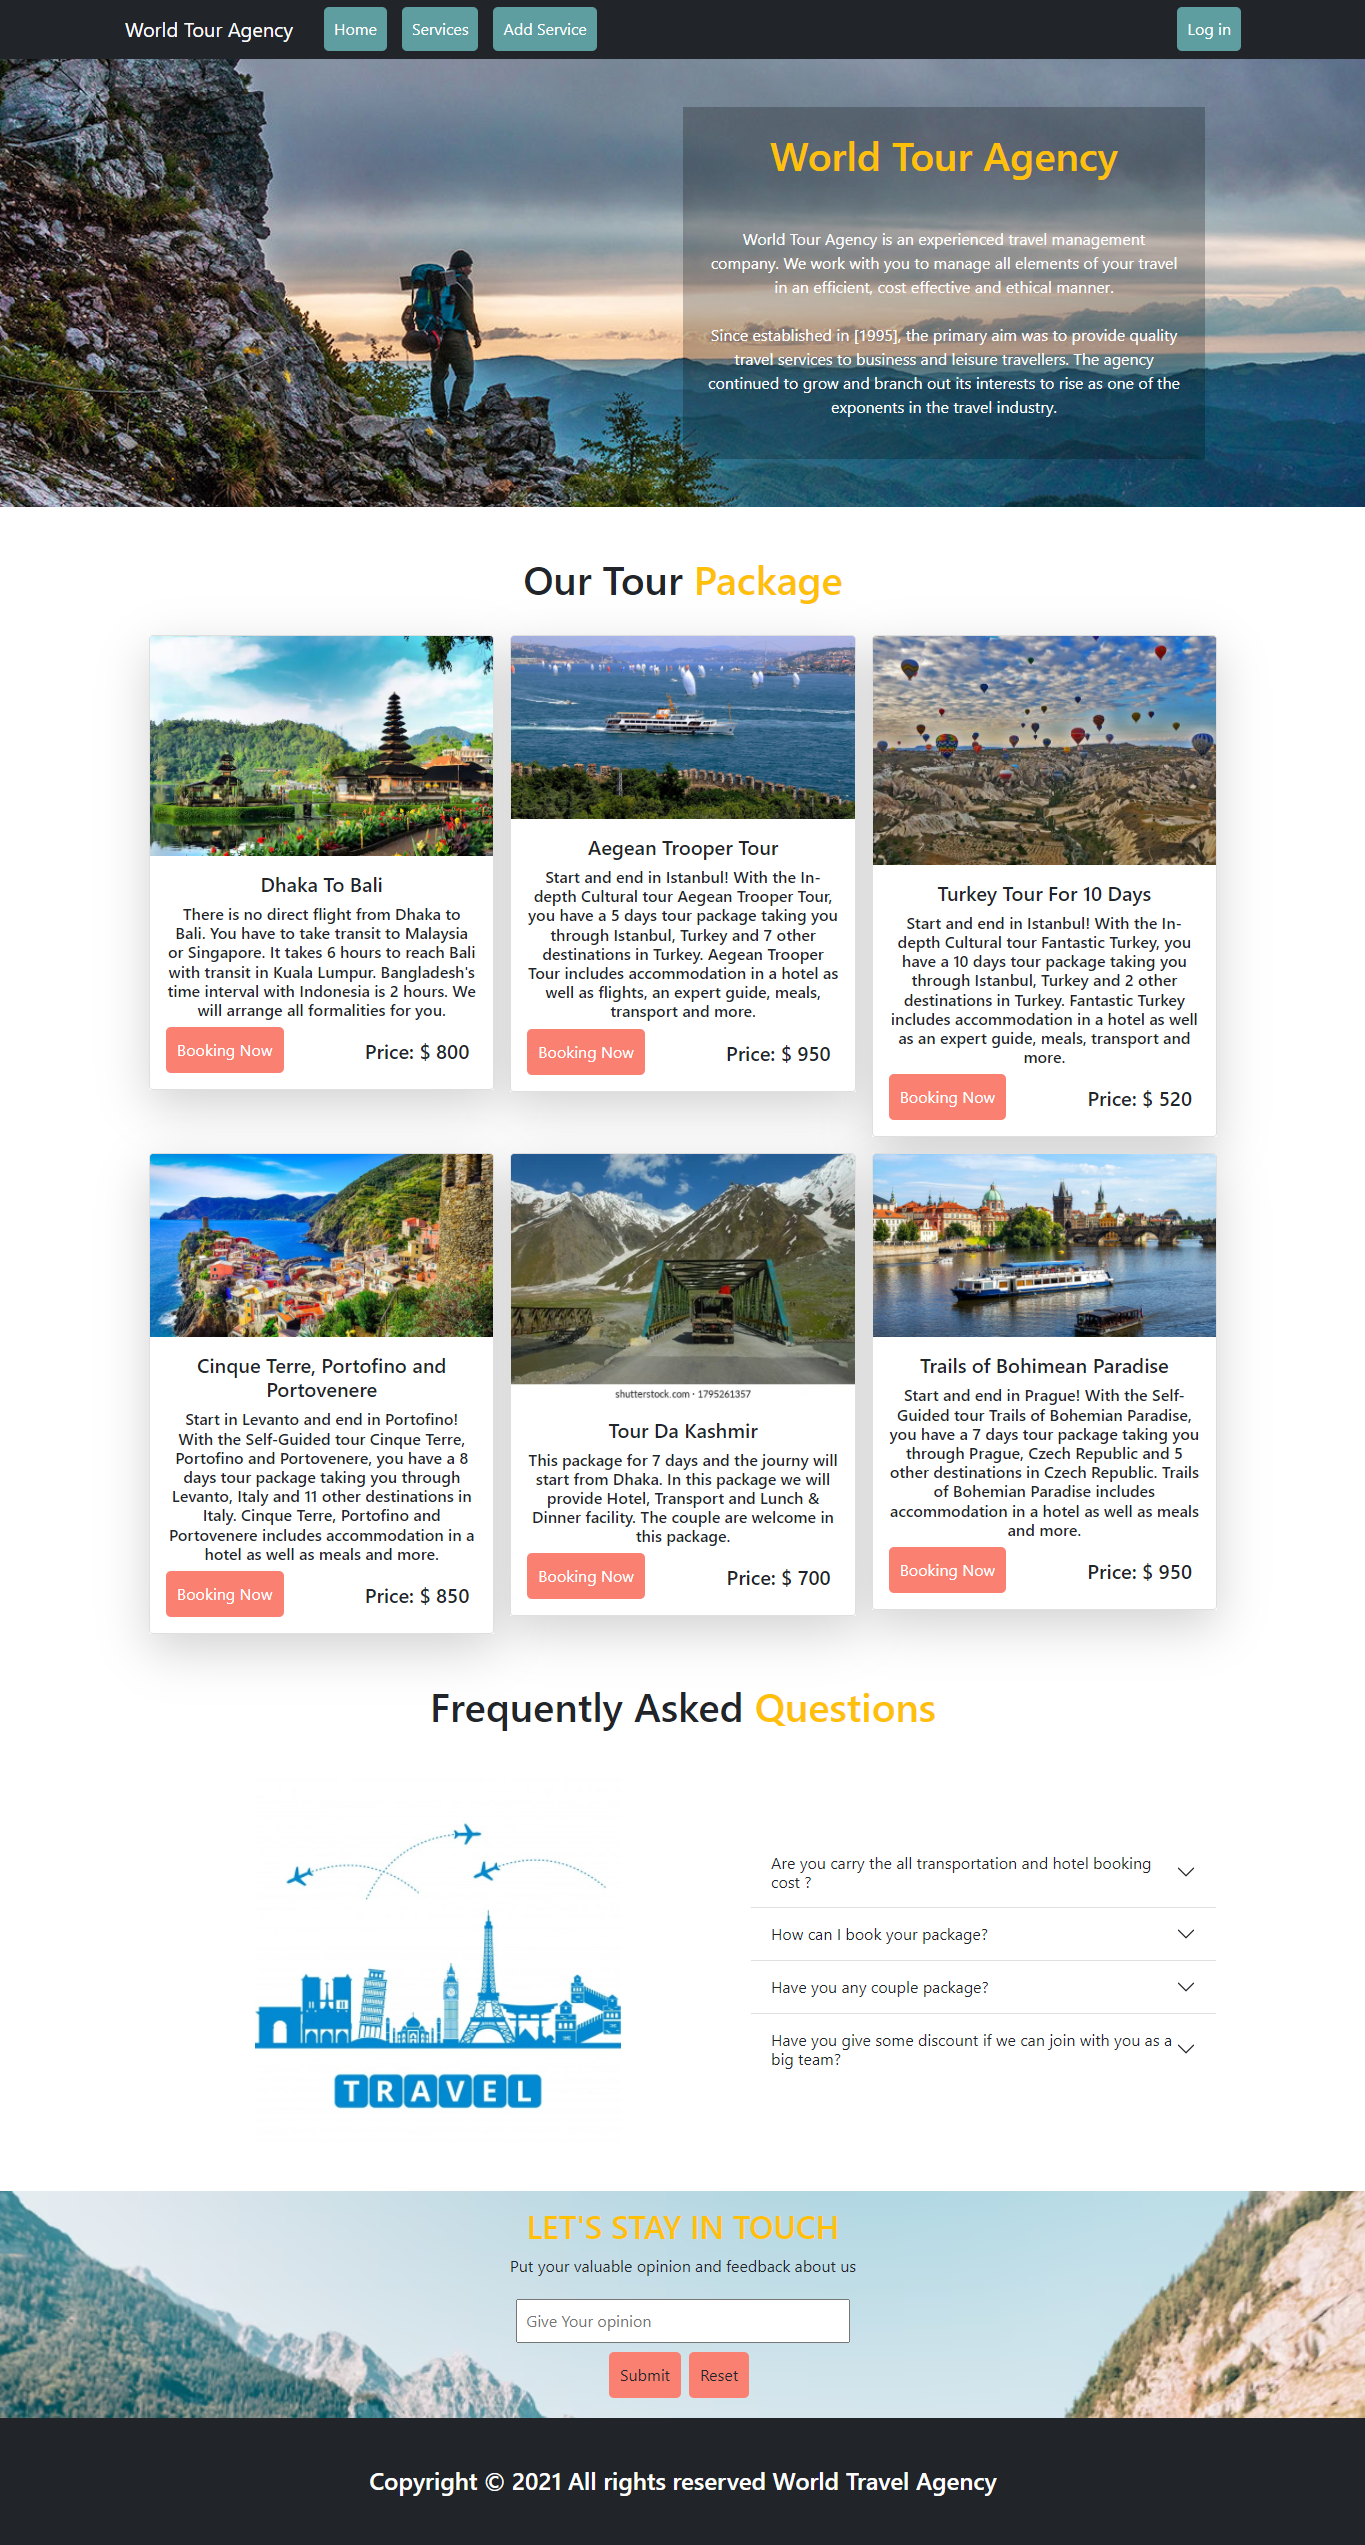 World Tour Agency
Home
Services
Add Service
Log in
World Tour Agency
World Tour Agency is an experienced travel management
company. We work with you to manage all elements of your travel
in an efficient, cost effective and ethical manner.
Since established in [1995], the primary aim was to provide quality
travel services to business and leisure travellers. The agency
continued to grow and branch out its interests to rise as one of the
exponents in the travel industry.
Our Tour Package
Dhaka To Bali
There is no direct flight from Dhaka to
Bali. You have to take transit to Malaysia
or Singapore. It takes 6 hours to reach Bali
with transit in Kuala Lumpur. Bangladesh's
time interval with Indonesia is 2 hours. We
will arrange all formalities for you.
Booking Now
Price: $ 800
Aegean Trooper Tour
Start and end in Istanbul! With the In-
depth Cultural tour Aegean Trooper Tour,
you have a 5 days tour package taking you
through Istanbul, Turkey and 7 other
destinations in Turkey. Aegean Trooper
Tour includes accommodation in a hotel as
well as flights, an expert guide, meals,
transport and more.
Booking Now
Price: $ 950
Turkey Tour For 10 Days
Start and end in Istanbul! With the In-
depth Cultural tour Fantastic Turkey, you
have a 10 days tour package taking you
through Istanbul, Turkey and 2 other
destinations in Turkey. Fantastic Turkey
includes accommodation in a hotel as well
as an expert guide, meals, transport and
more.
Booking Now
Price: $ 520
Cinque Terre, Portofino and
Portovenere
Start in Levanto and end in Portofino!
With the Self-Guided tour Cinque Terre,
Portofino and Portovenere, you have a 8
days tour package taking you through
Levanto, Italy and 11 other destinations in
Italy. Cinque Terre, Portofino and
Portovenere includes accommodation in a
hotel as well as meals and more.
Booking Now
Price: $ 850
shutterstock.com · 1795261357
Tour Da Kashmir
This package for 7 days and the journy will
start from Dhaka. In this package we will
provide Hotel, Transport and Lunch &
Dinner facility. The couple are welcome in
this package.
Booking Now
Price: $ 700
Trails of Bohimean Paradise
Start and end in Prague! With the Self-
Guided tour Trails of Bohemian Paradise,
you have a 7 days tour package taking you
through Prague, Czech Republic and 5
other destinations in Czech Republic. Trails
of Bohemian Paradise includes
accommodation in a hotel as well as meals
and more.
Booking Now
Price: $ 950
Frequently Asked Questions
TRAVEL
Are you carry the all transportation and hotel booking
cost ?
How can I book your package?
Have you any couple package?
Have you give some discount if we can join with you as a
big team?
LET'S STAY IN TOUCH
Put your valuable opinion and feedback about us
Give Your opinion
Submit
Reset
Copyright © 2021 All rights reserved World Travel Agency